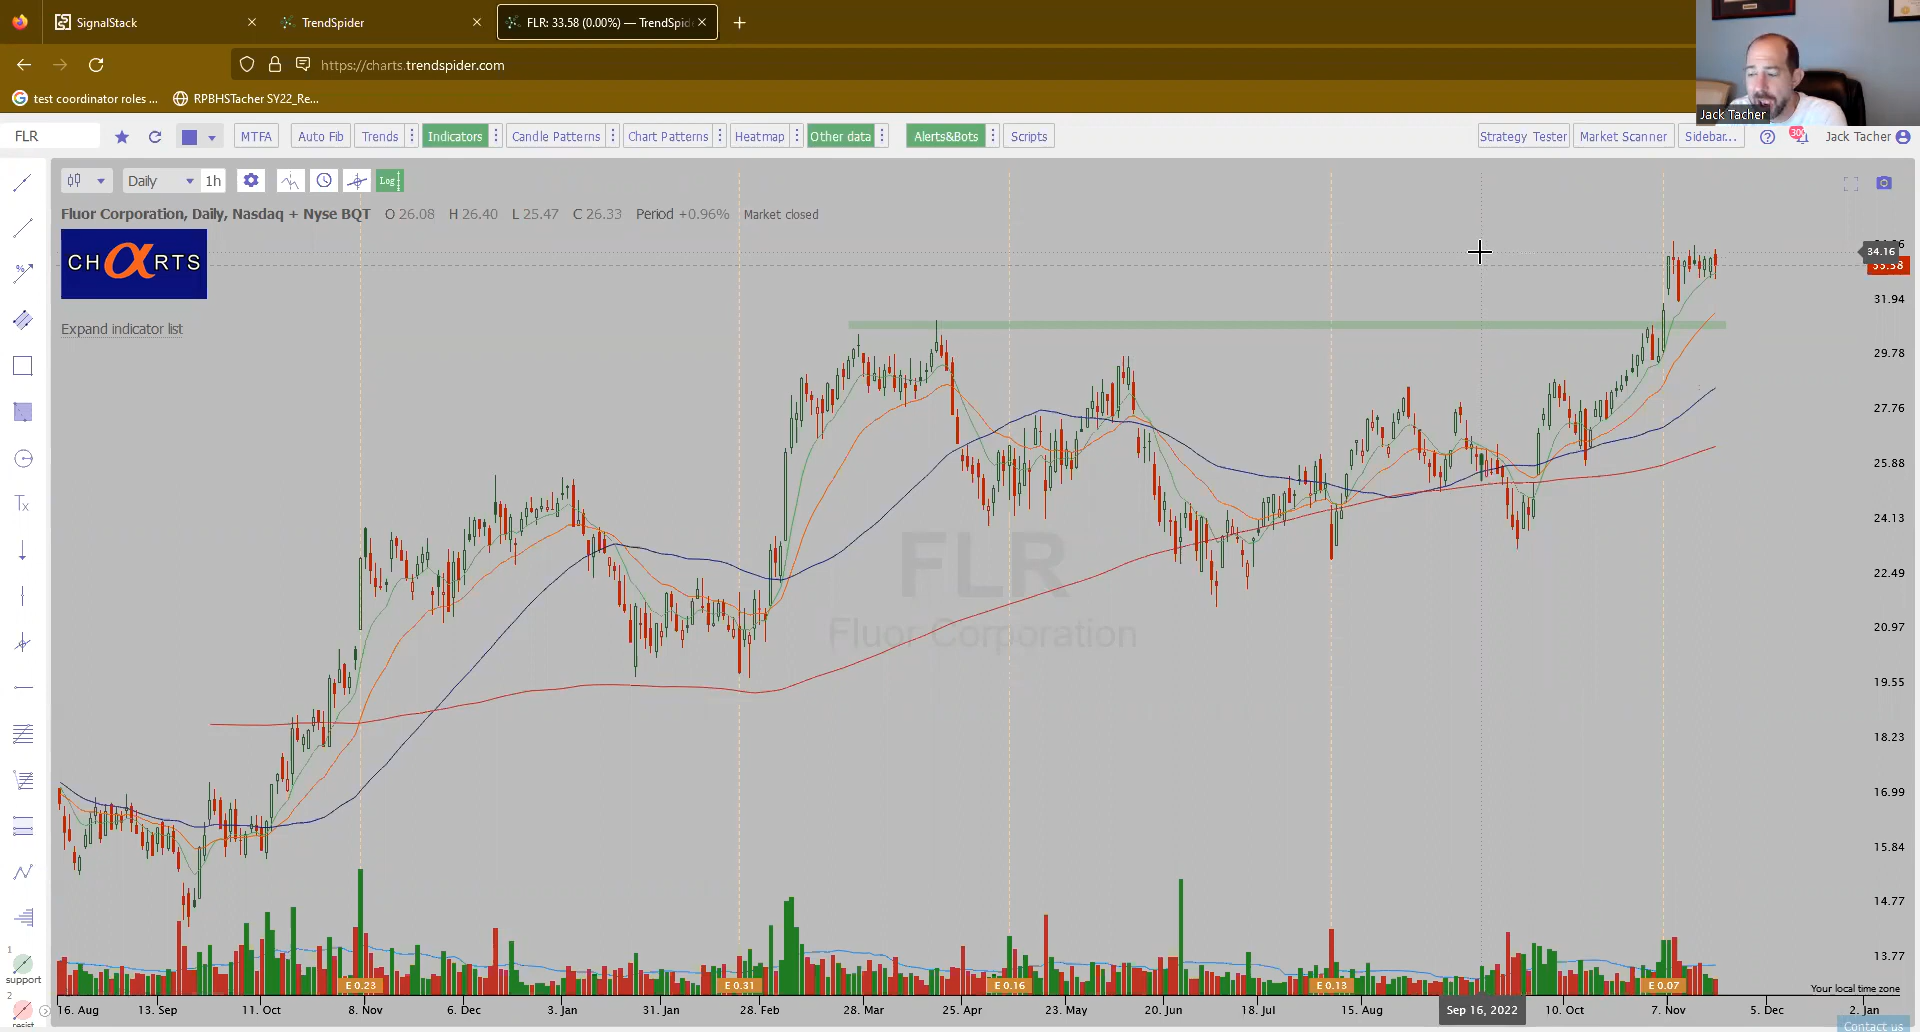 SignalStack
TrendSpider
FLR: 33.58 (0.00%) — TrendSpid
https://charts.trendspider.com
test coordinator roles ...
RPBHSTacher SY22_Re...
Jack Tacher
FLR
MTFA
Auto Fib
Trends
Indicators
Candle Patterns
Chart Patterns
Heatmap
Other data
Alerts&Bots
Scripts
Strategy Tester
Market Scanner
Sidebar...
Jack Tacher
Daily
1h
Log
Fluor Corporation, Daily, Nasdaq + Nyse BQT O 26.08 H 26.40 L 25.47 C 26.33 Period +0.96% Market closed
CHαRTS
Expand indicator list
34.16
33.58
31.94
29.78
27.76
25.88
24.13
22.49
20.97
19.55
18.23
16.99
15.84
14.77
13.77
FLR
Fluor Corporation
Tx
1
support
2
resist
E 0.23
E 0.31
E 0.16
E 0.13
E 0.07
Your local time zone
16. Aug
13. Sep
11. Oct
8. Nov
6. Dec
3. Jan
31. Jan
28. Feb
28. Mar
25. Apr
23. May
20. Jun
18. Jul
15. Aug
Sep 16, 2022
10. Oct
7. Nov
5. Dec
2. Jan
Contact us